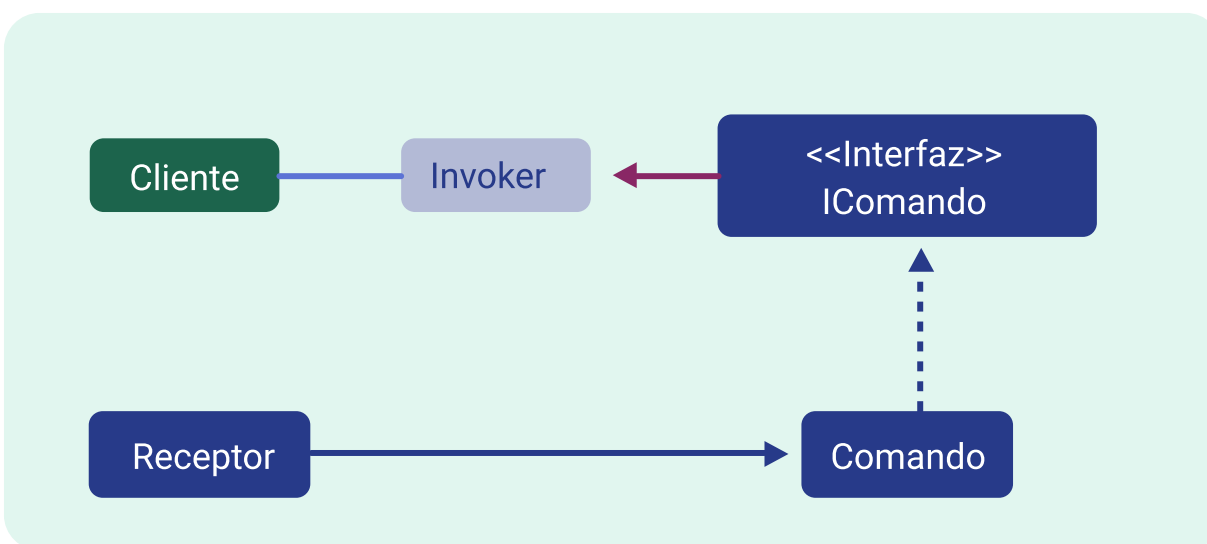 Cliente
Invoker
<<Interfaz>>
IComando
Receptor
Comando